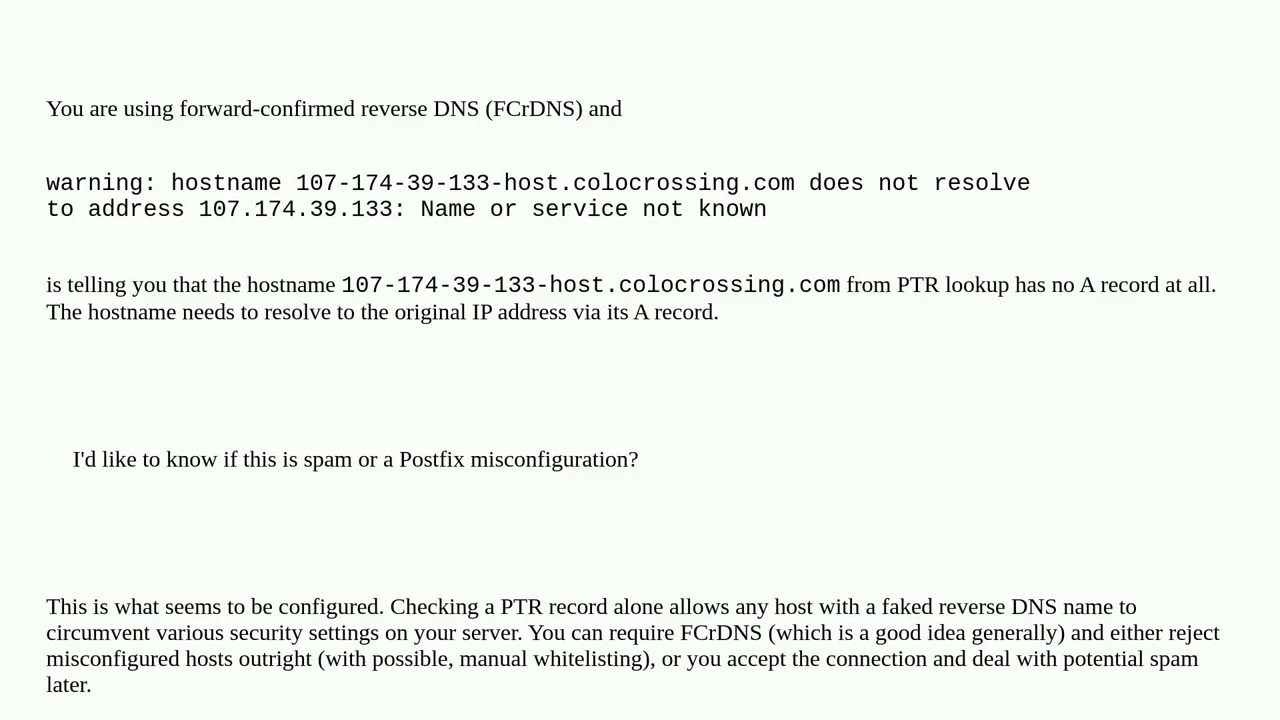 You are using forward-confirmed reverse DNS (FCrDNS) and
warning: hostname 107-174-39-133-host.colocrossing.com does not resolve
to address 107.174.39.133: Name or service not known
is telling you that the hostname 107-174-39-133-host.colocrossing.com from PTR lookup has no A record at all.
The hostname needs to resolve to the original IP address via its A record.
I'd like to know if this is spam or a Postfix misconfiguration?
This is what seems to be configured. Checking a PTR record alone allows any host with a faked reverse DNS name to
circumvent various security settings on your server. You can require FCrDNS (which is a good idea generally) and either reject
misconfigured hosts outright (with possible, manual whitelisting), or you accept the connection and deal with potential spam
later.